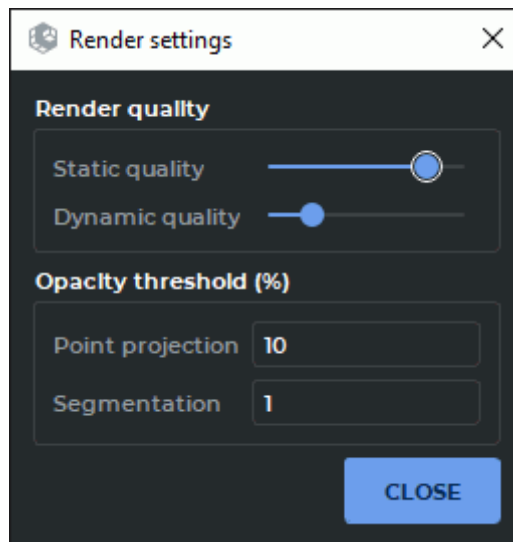 Render settings
Render quality
Static quality
Dynamic quality
Opacity threshold (%)
Point projection 10
Segmentation 1
CLOSE